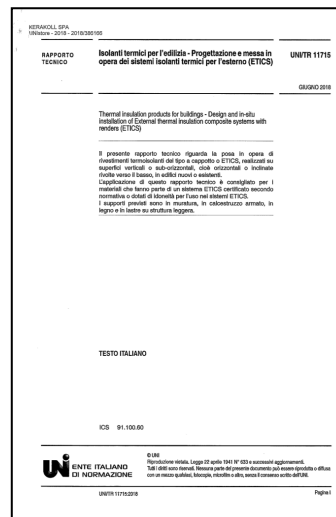 KERAKOLL SPA
UNIstore - 2018 - 2018/386166
RAPPORTO
TECNICO
Isolanti termici per l'edilizia - Progettazione e messa in
opera dei sistemi isolanti termici per l'esterno (ETICS)
UNI/TR 11715
GIUGNO 2018
Thermal insulation products for buildings - Design and in-situ
installation of External thermal insulation composite systems with
renders (ETICS)
Il presente rapporto tecnico riguarda la posa in opera di
rivestimenti termoisolanti del tipo a cappotto o ETICS, realizzati su
superfici verticali o sub-orizzontali, cioè orizzontali o inclinate
rivolte verso il basso, in edifici nuovi o esistenti.
L'applicazione di questo rapporto tecnico è consigliato per i
materiali che fanno parte di un sistema ETICS certificato secondo
normativa o dotati di idoneità per l'uso nei sistemi ETICS.
I supporti previsti sono in muratura, in calcestruzzo armato, in
legno e in lastre su struttura leggera.
TESTO ITALIANO
ICS 91.100.60
UNI ENTE ITALIANO
DI NORMAZIONE
© UNI
Riproduzione vietata. Legge 22 aprile 1941 N° 633 e successivi aggiornamenti.
Tutti i diritti sono riservati. Nessuna parte del presente documento può essere riprodotta o diffusa
con un mezzo qualsiasi, fotocopie, microfilm o altro, senza il consenso scritto dell'UNI.
UNI/TR 11715:2018
Pagina I